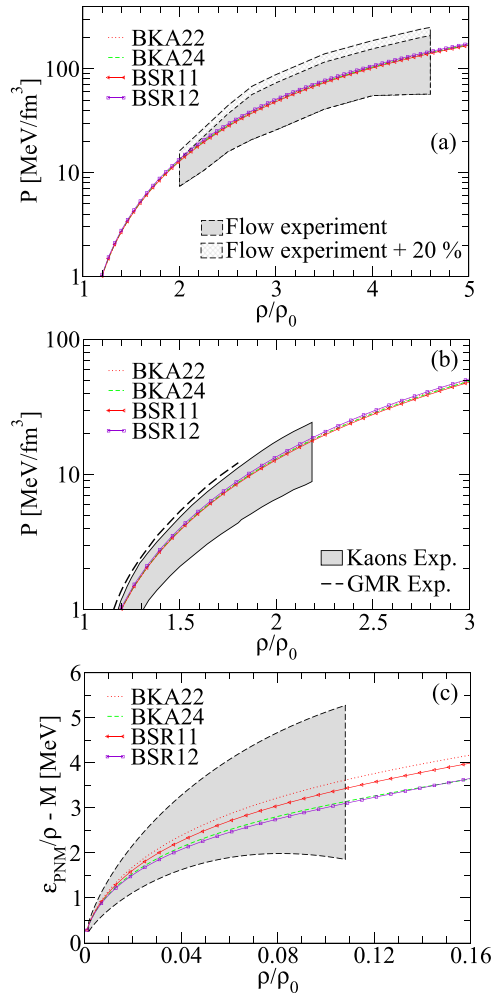 (a)
BKA22
BKA24
BSR11
BSR12
P [MeV/fm³]
100
10
1
Flow experiment
Flow experiment + 20 %
1 2 3 4 5
ρ/ρ₀
(b)
BKA22
BKA24
BSR11
BSR12
P [MeV/fm³]
100
10
1
Kaons Exp.
GMR Exp.
1 1.5 2 2.5 3
ρ/ρ₀
(c)
BKA22
BKA24
BSR11
BSR12
ε_PNM/ρ - M [MeV]
6
5
4
3
2
1
0
0 0.04 0.08 0.12 0.16
ρ/ρ₀